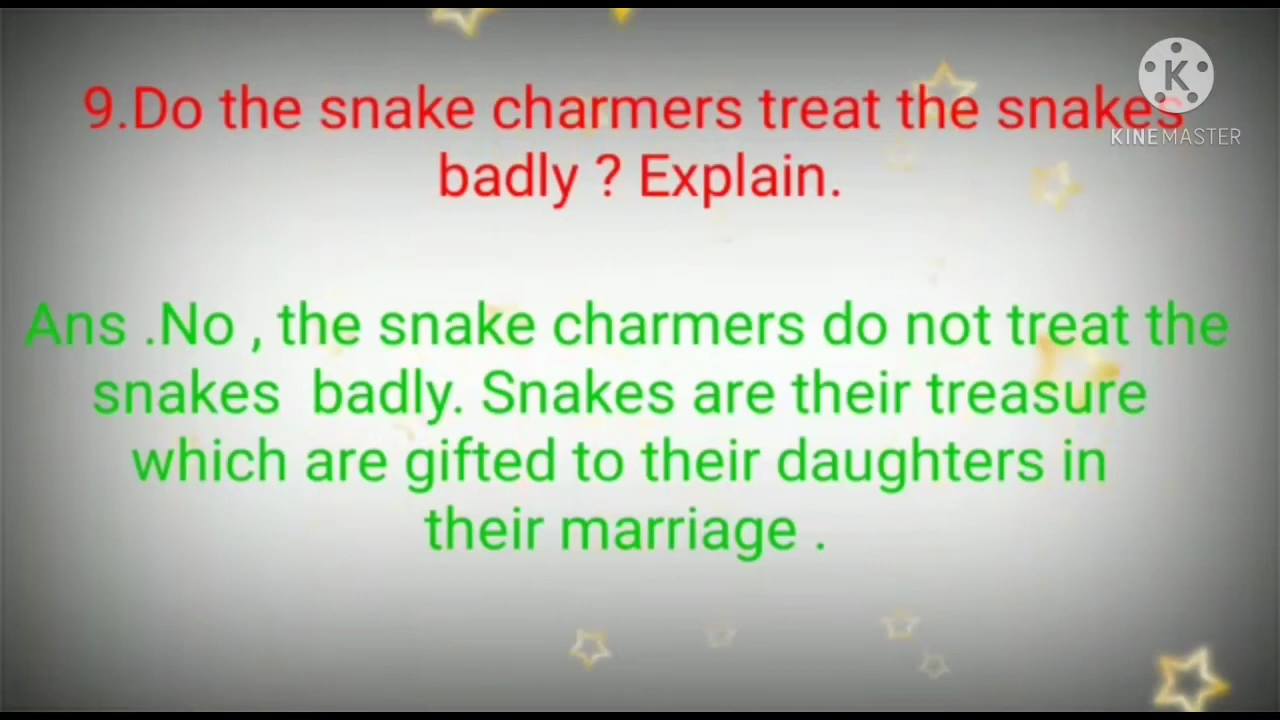 9.Do the snake charmers treat the snakes
badly ? Explain.
KINEMASTER
Ans .No , the snake charmers do not treat the
snakes  badly. Snakes are their treasure
which are gifted to their daughters in
their marriage .